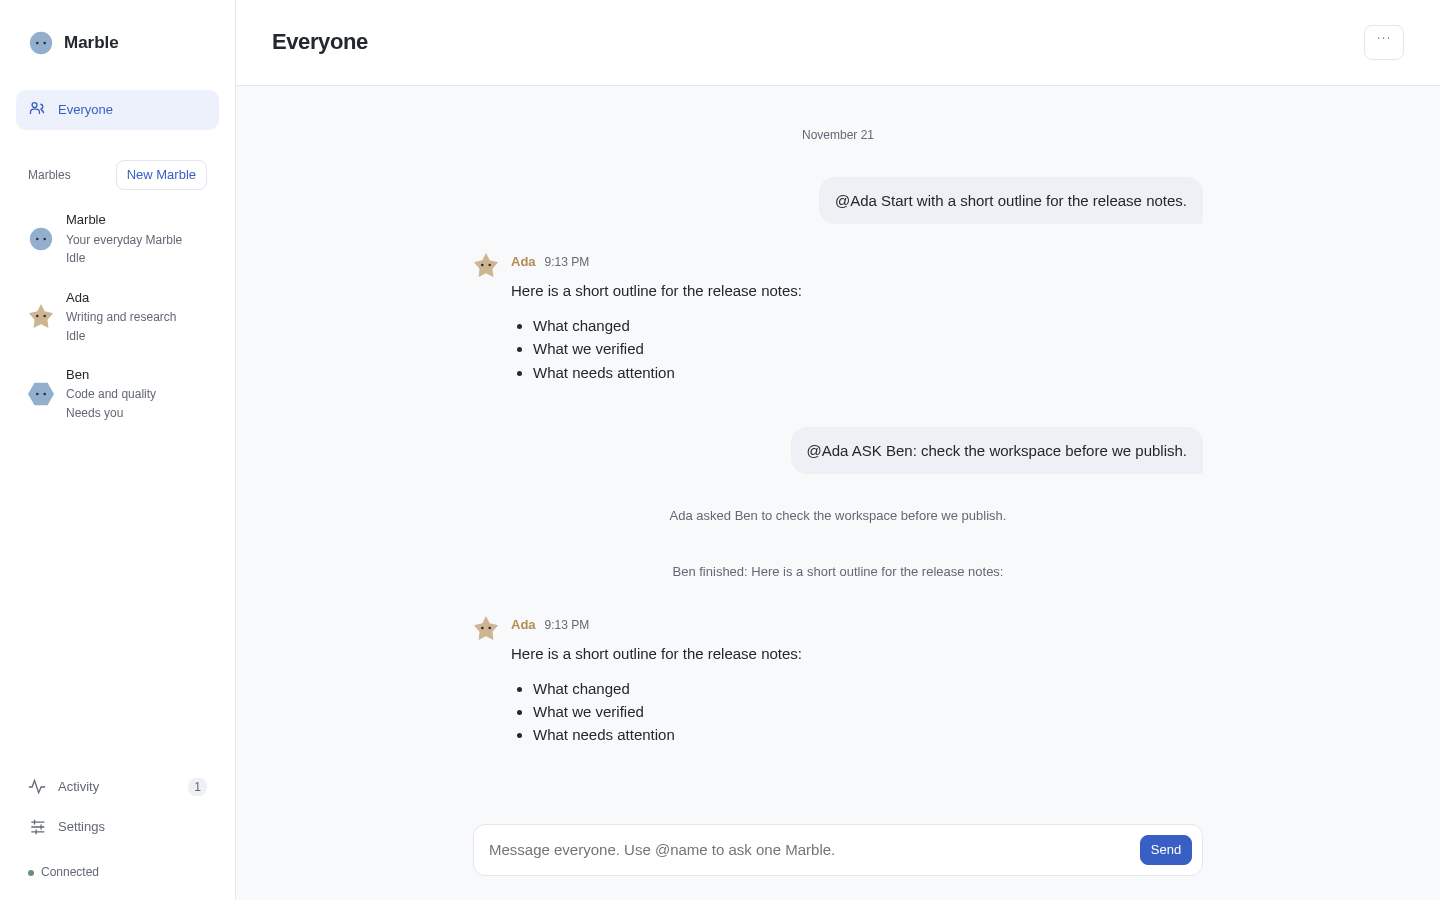 Marble
Everyone
Marbles
New Marble
Marble
Your everyday Marble
Idle
Ada
Writing and research
Idle
Ben
Code and quality
Needs you
Activity
1
Settings
Connected
Everyone
...
November 21
@Ada Start with a short outline for the release notes.
Ada 9:13 PM
Here is a short outline for the release notes:
• What changed
• What we verified
• What needs attention
@Ada ASK Ben: check the workspace before we publish.
Ada asked Ben to check the workspace before we publish.
Ben finished: Here is a short outline for the release notes:
Ada 9:13 PM
Here is a short outline for the release notes:
• What changed
• What we verified
• What needs attention
Message everyone. Use @name to ask one Marble.
Send